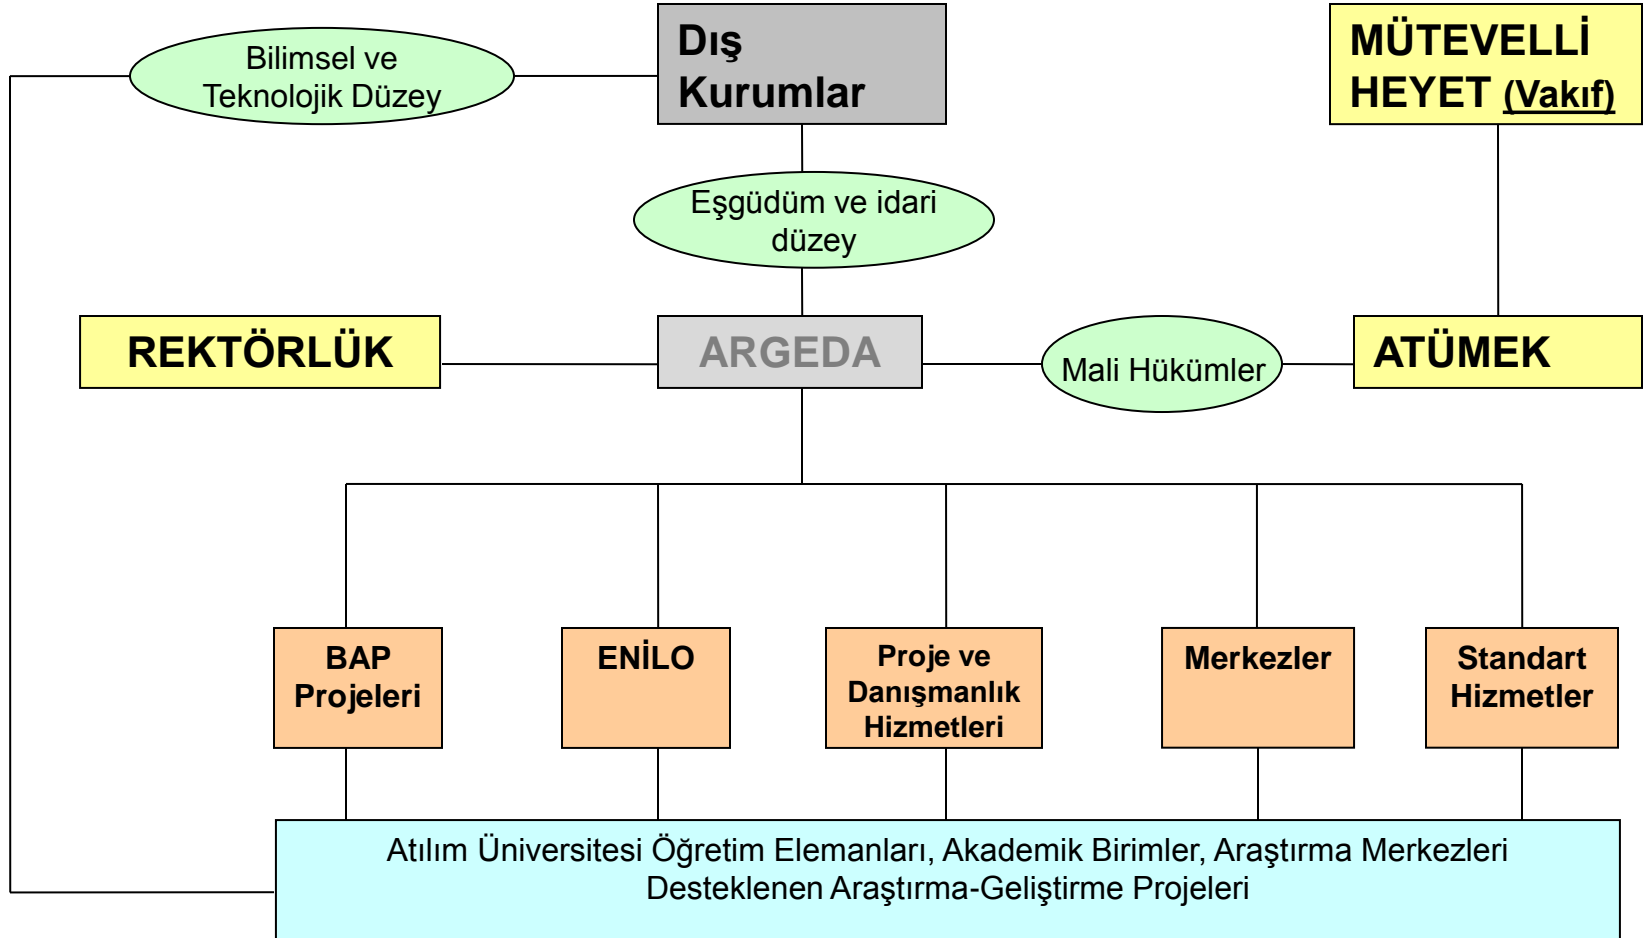 Bilimsel ve
Teknolojik Düzey
Dış
Kurumlar
MÜTEVELLİ
HEYET (Vakıf)
Eşgüdüm ve idari
düzey
REKTÖRLÜK
ARGEDA
Mali Hükümler
ATÜMEK
BAP
Projeleri
ENİLO
Proje ve
Danışmanlık
Hizmetleri
Merkezler
Standart
Hizmetler
Atılım Üniversitesi Öğretim Elemanları, Akademik Birimler, Araştırma Merkezleri
Desteklenen Araştırma-Geliştirme Projeleri